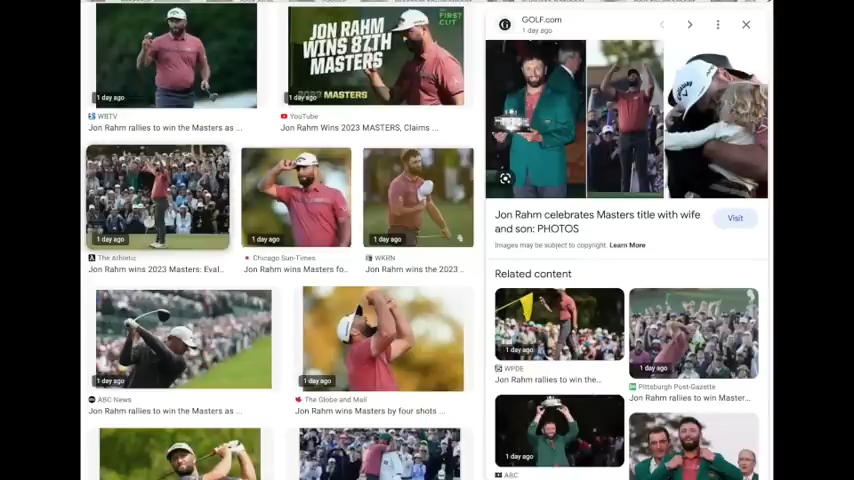 1 day ago
WBTV
Jon Rahm rallies to win the Masters as ...
FIRST
CUT
JON RAHM
WINS 87TH
MASTERS
2023 MASTERS
1 day ago
YouTube
Jon Rahm Wins 2023 MASTERS, Claims ...
1 day ago
The Athletic
Jon Rahm wins 2023 Masters: Eval...
1 day ago
Chicago Sun-Times
Jon Rahm wins Masters fo...
1 day ago
WKRN
Jon Rahm wins the 2023 ...
1 day ago
ABC News
Jon Rahm rallies to win the Masters as ...
1 day ago
The Globe and Mail
Jon Rahm wins Masters by four shots ...
GOLF.com
1 day ago
Jon Rahm celebrates Masters title with wife
and son: PHOTOS
Visit
Images may be subject to copyright. Learn More
Related content
1 day ago
WPDE
Jon Rahm rallies to win the...
1 day ago
Pittsburgh Post-Gazette
Jon Rahm rallies to win Master...
1 day ago
ABC